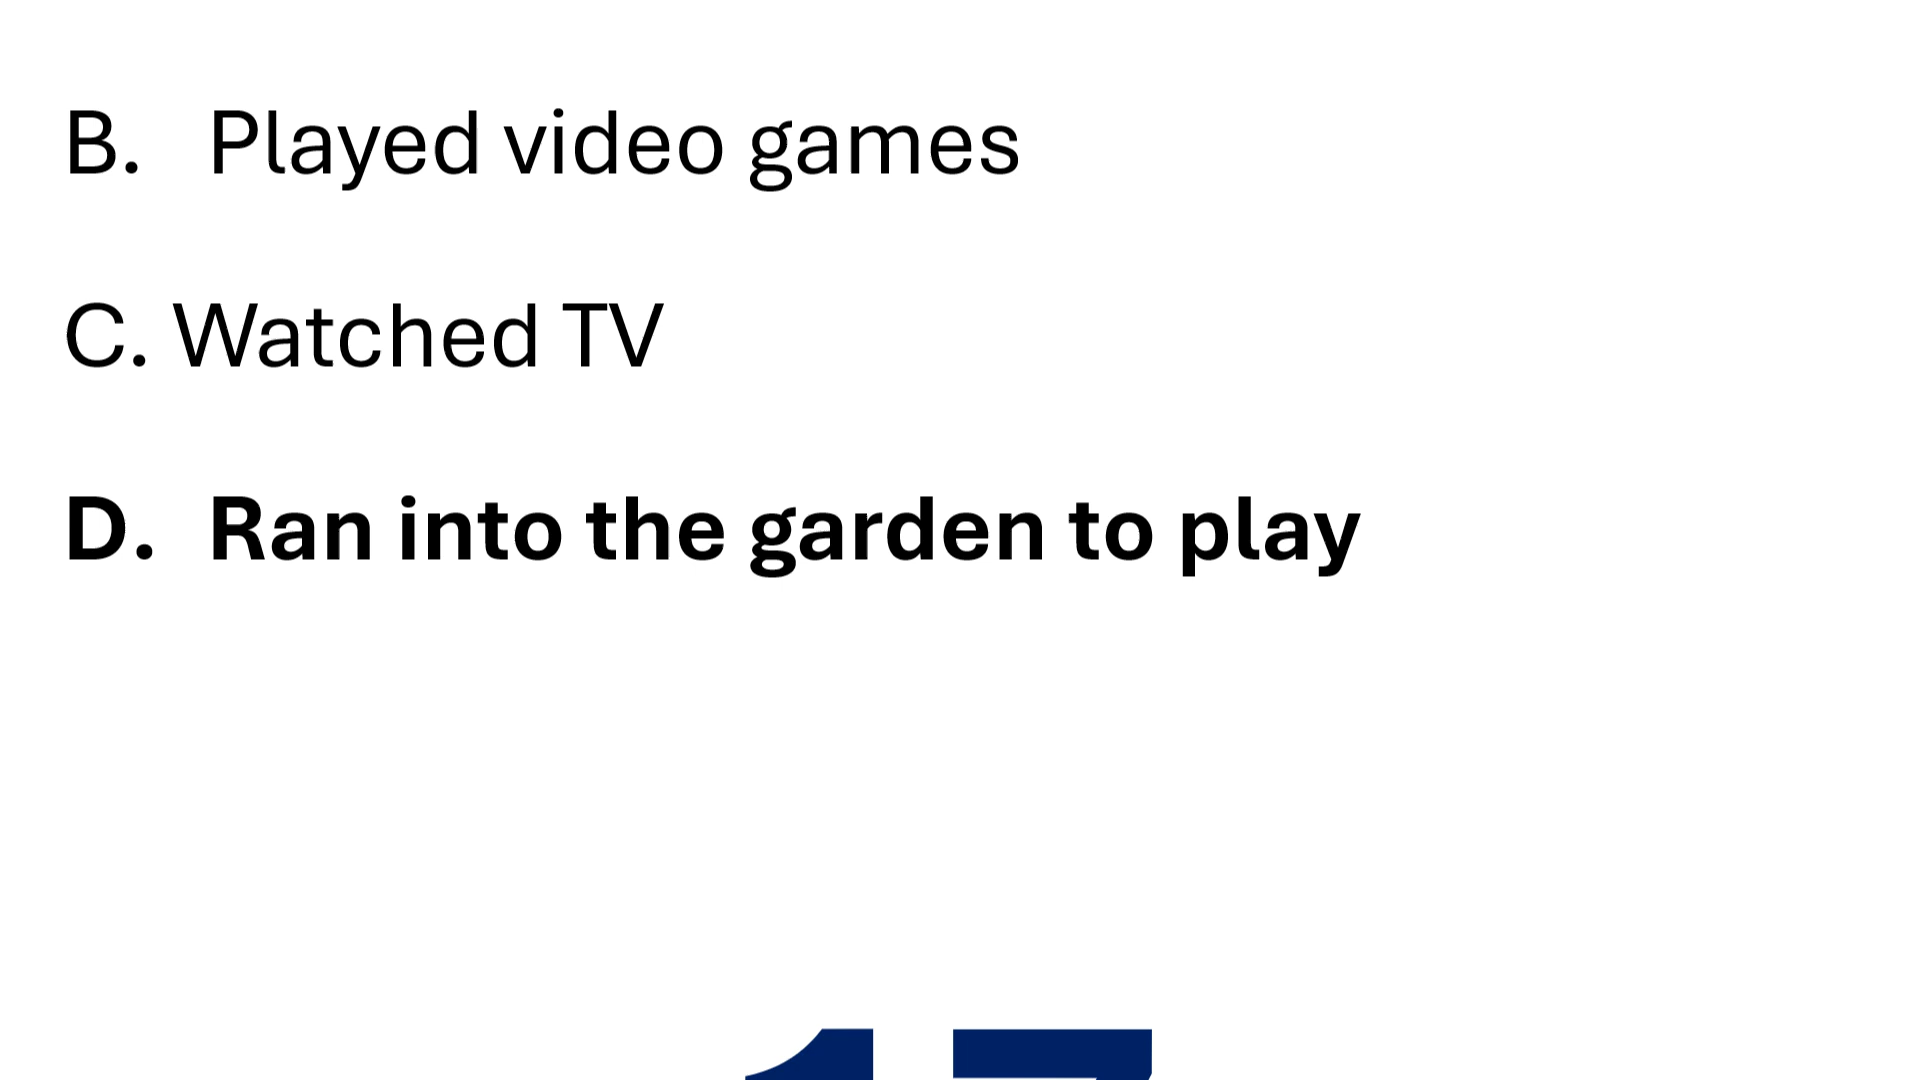 B. Played video games
C. Watched TV
D. Ran into the garden to play